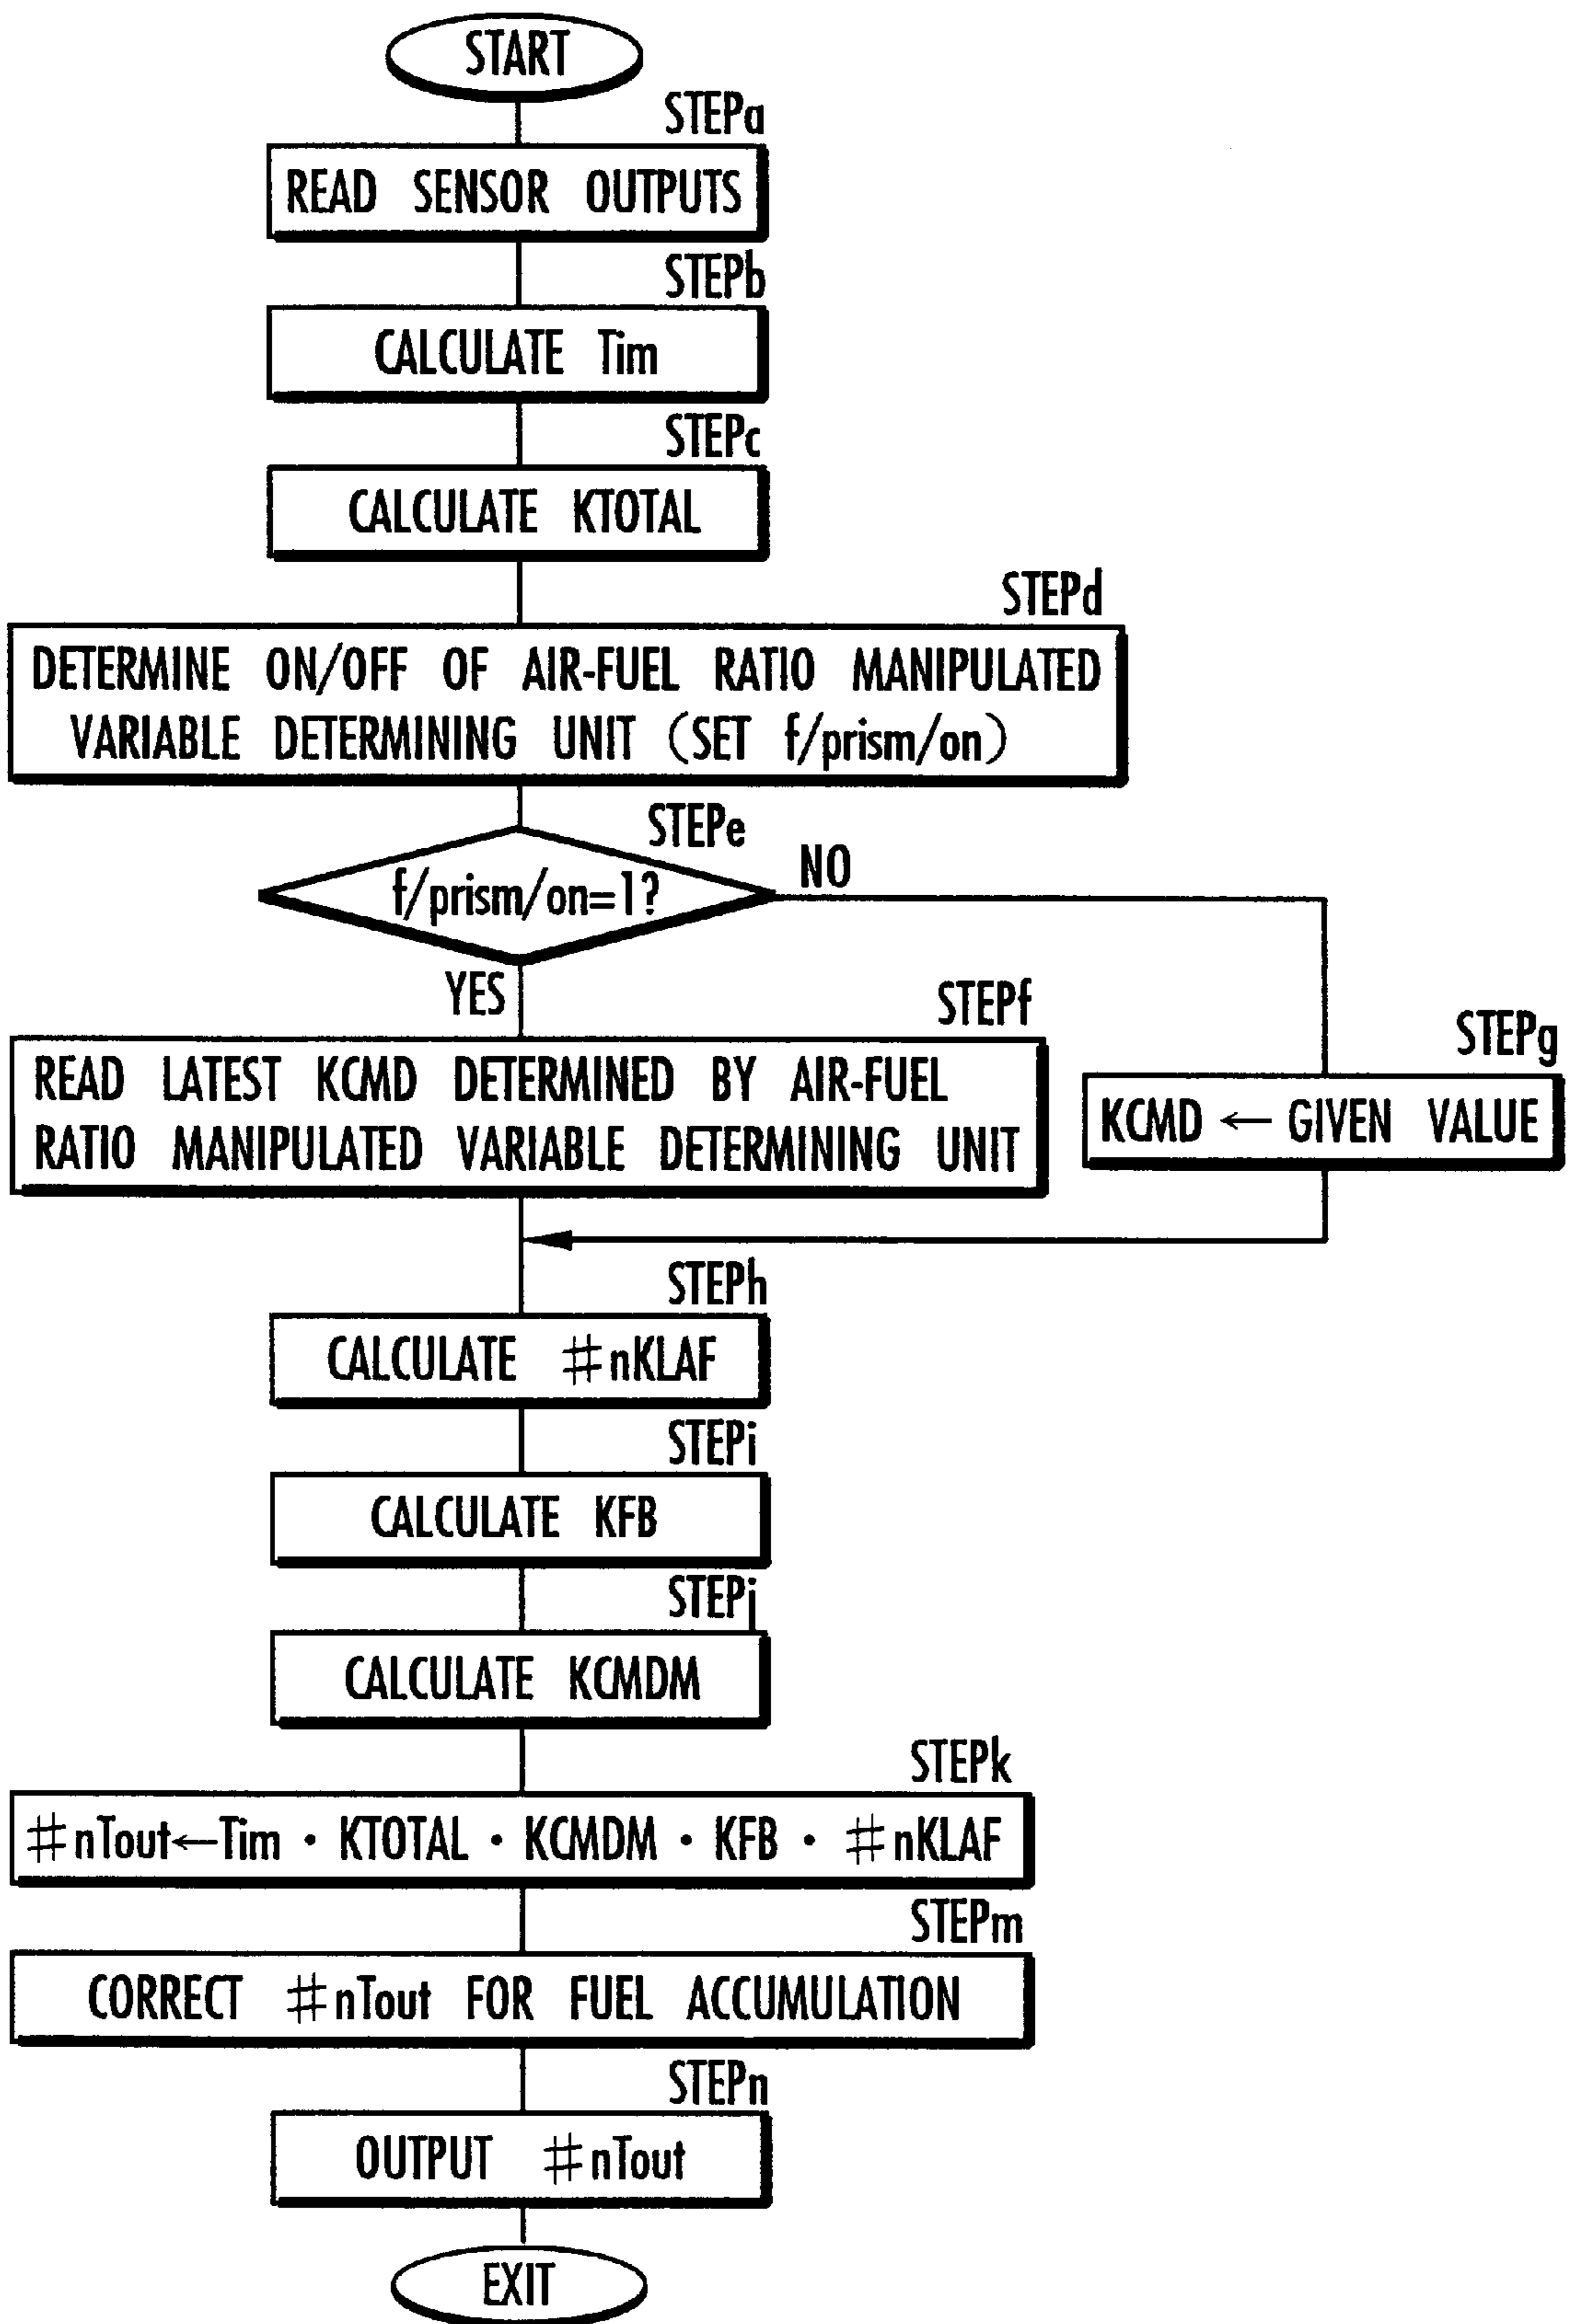 START
STEPa
READ SENSOR OUTPUTS
STEPb
CALCULATE Tim
STEPc
CALCULATE KTOTAL
STEPd
DETERMINE ON/OFF OF AIR-FUEL RATIO MANIPULATED
VARIABLE DETERMINING UNIT (SET f/prism/on)
STEPe
f/prism/on=1?
NO
YES
STEPf
READ LATEST KCMD DETERMINED BY AIR-FUEL
RATIO MANIPULATED VARIABLE DETERMINING UNIT
STEPg
KCMD ← GIVEN VALUE
STEPh
CALCULATE #nKLAF
STEPi
CALCULATE KFB
STEPj
CALCULATE KCMDM
STEPk
#nTout←Tim · KTOTAL · KCMDM · KFB · #nKLAF
STEPm
CORRECT #nTout FOR FUEL ACCUMULATION
STEPn
OUTPUT #nTout
EXIT